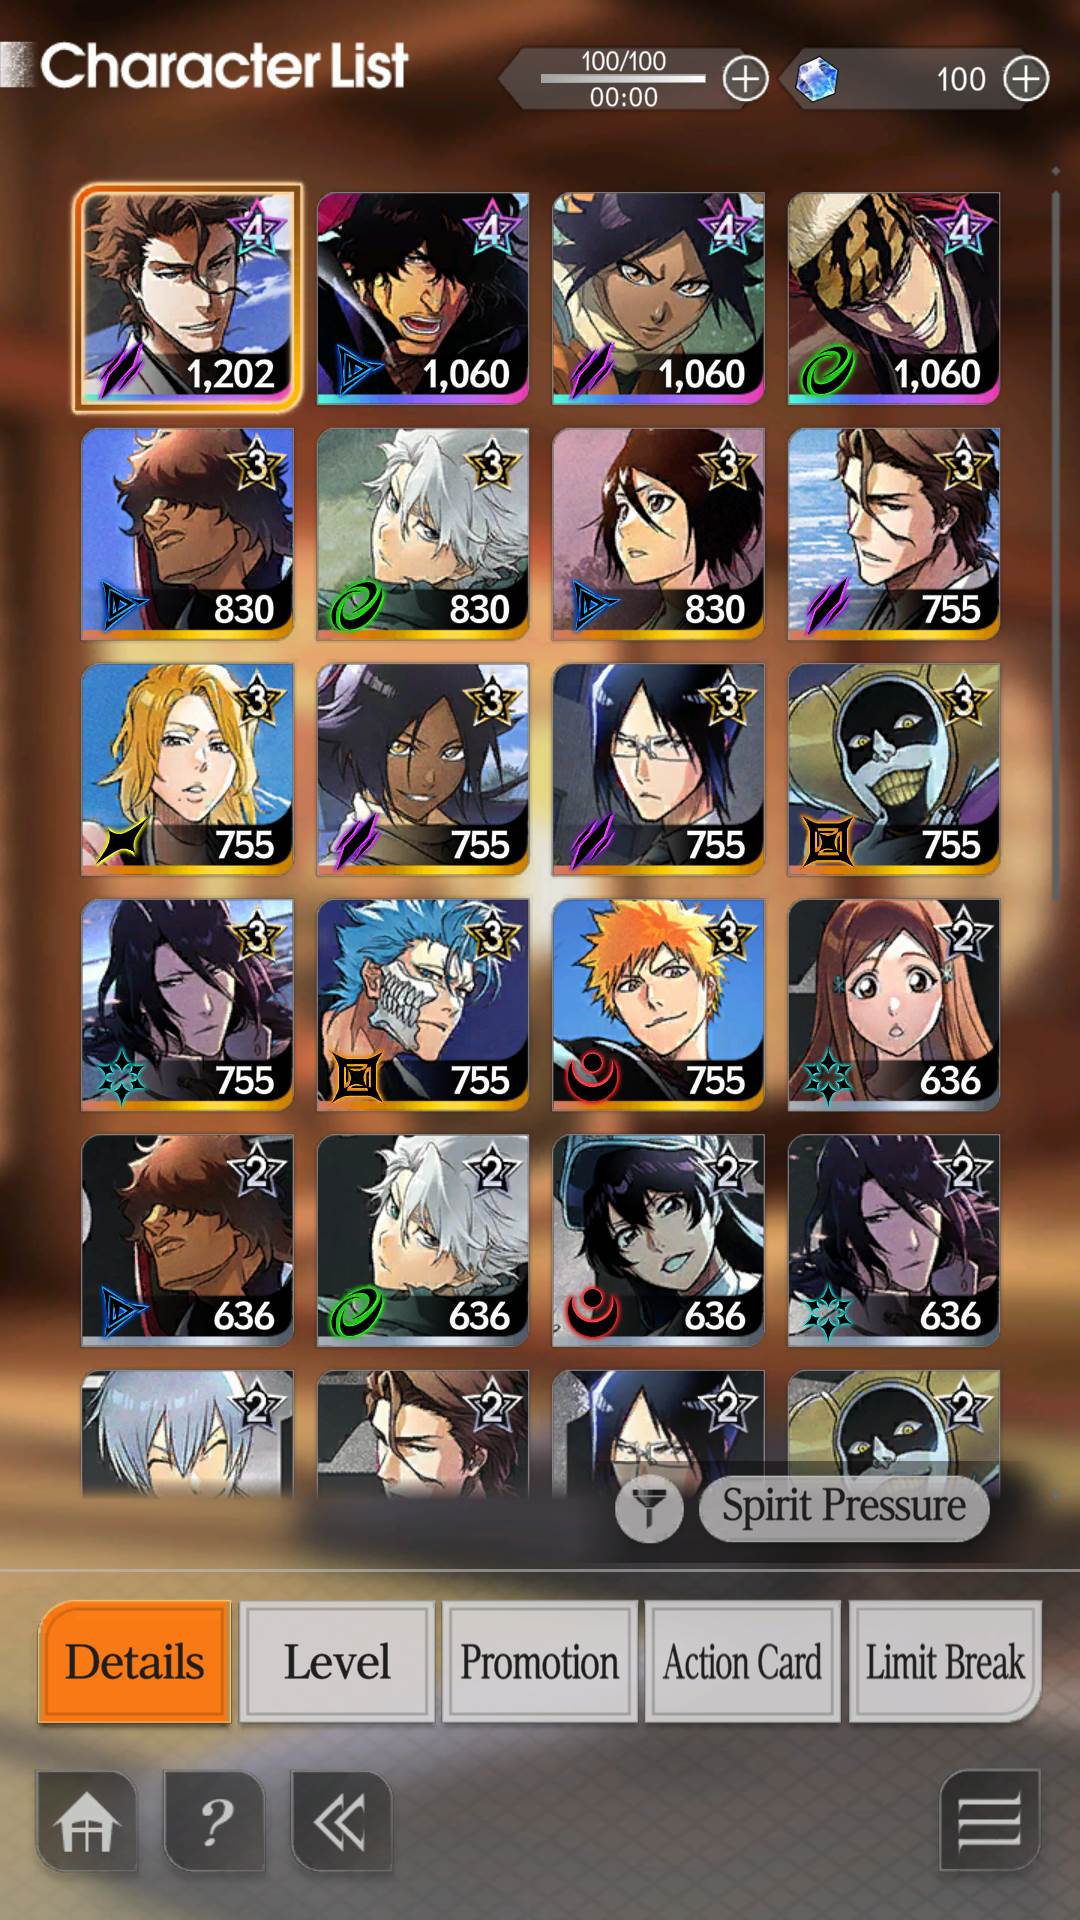 Character List
100/100
00:00
100
4 4 4 4
1,202 1,060 1,060 1,060
3 3 3 3
830 830 830 755
3 3 3 3
755 755 755 755
3 3 3 2
755 755 755 636
2 2 2 2
636 636 636 636
2 2 2 2
Spirit Pressure
Details Level Promotion Action Card Limit Break
?